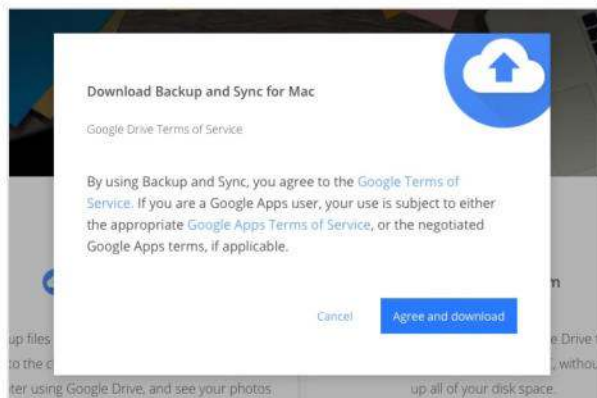 Download Backup and Sync for Mac
Google Drive Terms of Service
By using Backup and Sync, you agree to the Google Terms of
Service. If you are a Google Apps user, your use is subject to either
the appropriate Google Apps Terms of Service, or the negotiated
Google Apps terms, if applicable.
Cancel
Agree and download
up files
e Drive
to the c
, withou
ter using Google Drive, and see your photos
up all of your disk space.